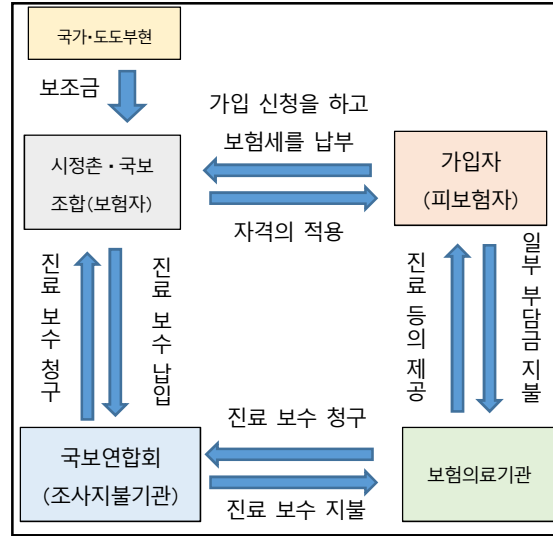 국가·도도부현
보조금
가입 신청을 하고
보험세를 납부
시정촌·국보
조합(보험자)
가입자
(피보험자)
자격의 적용
진료 보수 청구
진료 보수 납입
진료 등의 제공
일부 부담금 지불
국보연합회
(조사지불기관)
진료 보수 청구
진료 보수 지불
보험의료기관